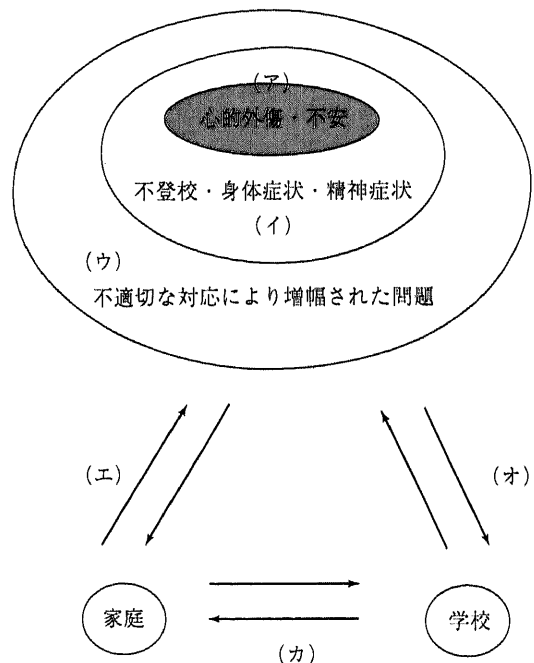 (ア)
心的外傷・不安
不登校・身体症状・精神症状
(イ)
(ウ)
不適切な対応により増幅された問題
(エ)
(オ)
家庭
学校
(カ)